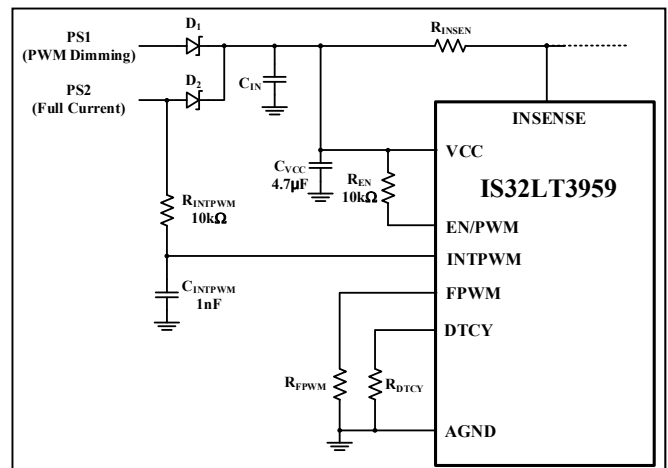 PS1
(PWM Dimming)
D1
RINSEN
PS2
(Full Current)
D2
CIN
INSENSE
CVCC
4.7μF
REN
10kΩ
VCC
IS32LT3959
RINTPWM
10kΩ
EN/PWM
INTPWM
CINTPWM
1nF
FPWM
DTCY
RFPWM
RDTCY
AGND